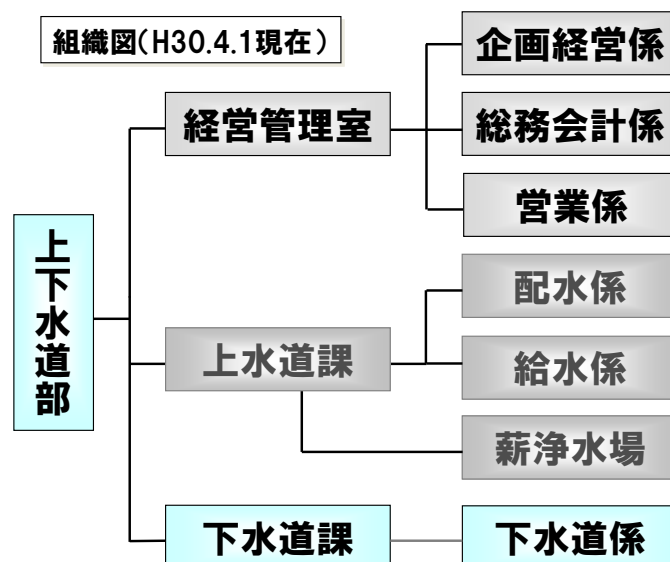 組織図(H30.4.1現在)
上下水道部
経営管理室
企画経営係
総務会計係
営業係
上水道課
配水係
給水係
薪浄水場
下水道課
下水道係